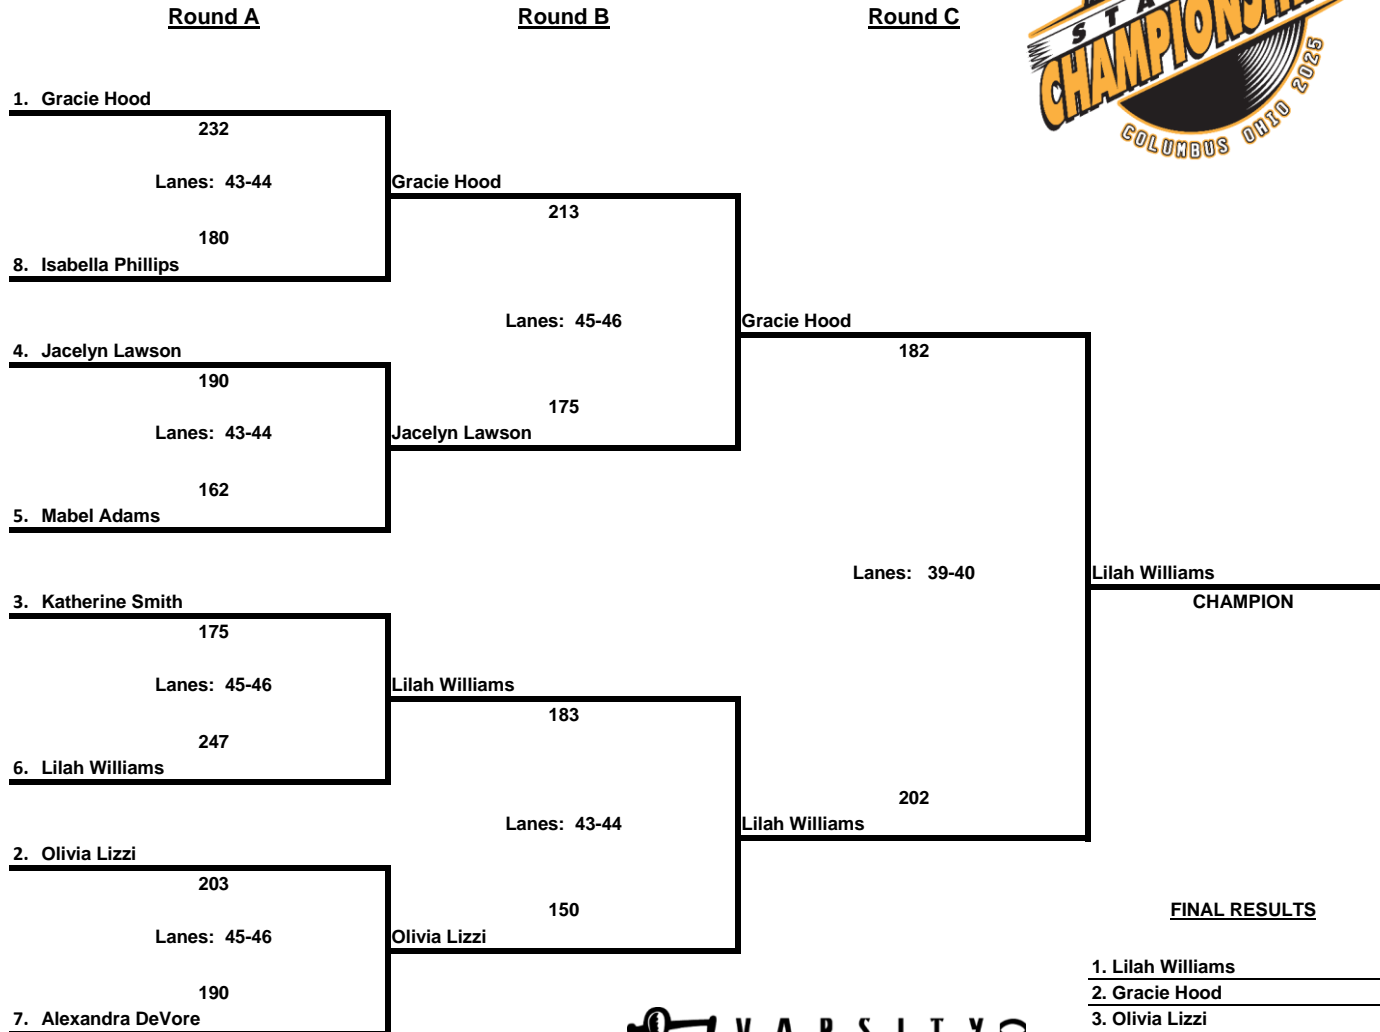 Round A Round B Round C
CHAMPIONSHIP
COLUMBUS OHIO 2025
1. Gracie Hood
232
Lanes: 43-44
Gracie Hood
213
180
8. Isabella Phillips
Lanes: 45-46
Gracie Hood
4. Jacelyn Lawson
182
190
175
Lanes: 43-44
Jacelyn Lawson
162
5. Mabel Adams
Lanes: 39-40
Lilah Williams
3. Katherine Smith
CHAMPION
175
Lanes: 45-46
Lilah Williams
183
247
6. Lilah Williams
202
Lanes: 43-44
Lilah Williams
2. Olivia Lizzi
203
150
FINAL RESULTS
Lanes: 45-46
Olivia Lizzi
1. Lilah Williams
190
2. Gracie Hood
7. Alexandra DeVore
3. Olivia Lizzi
VARSITY